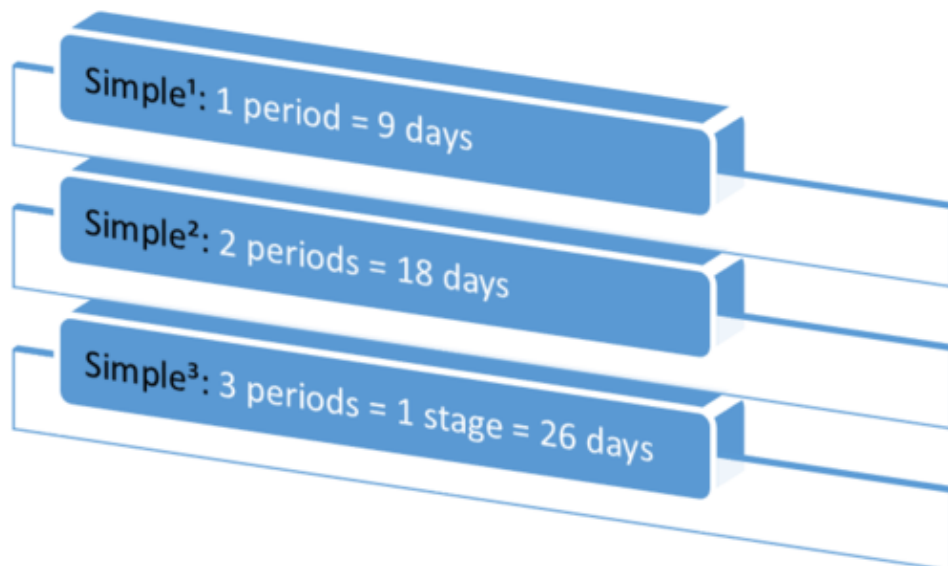 Simple¹: 1 period = 9 days
Simple²: 2 periods = 18 days
Simple³: 3 periods = 1 stage = 26 days